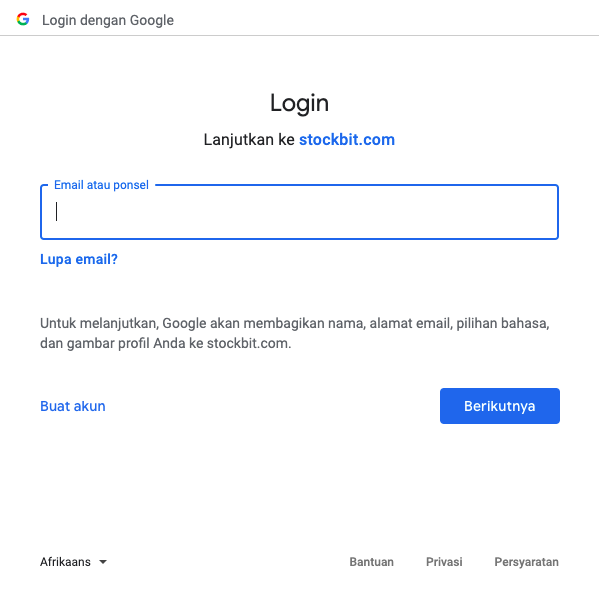 Login dengan Google
Login
Lanjutkan ke stockbit.com
Email atau ponsel
Lupa email?
Untuk melanjutkan, Google akan membagikan nama, alamat email, pilihan bahasa,
dan gambar profil Anda ke stockbit.com.
Buat akun
Berikutnya
Afrikaans
Bantuan
Privasi
Persyaratan